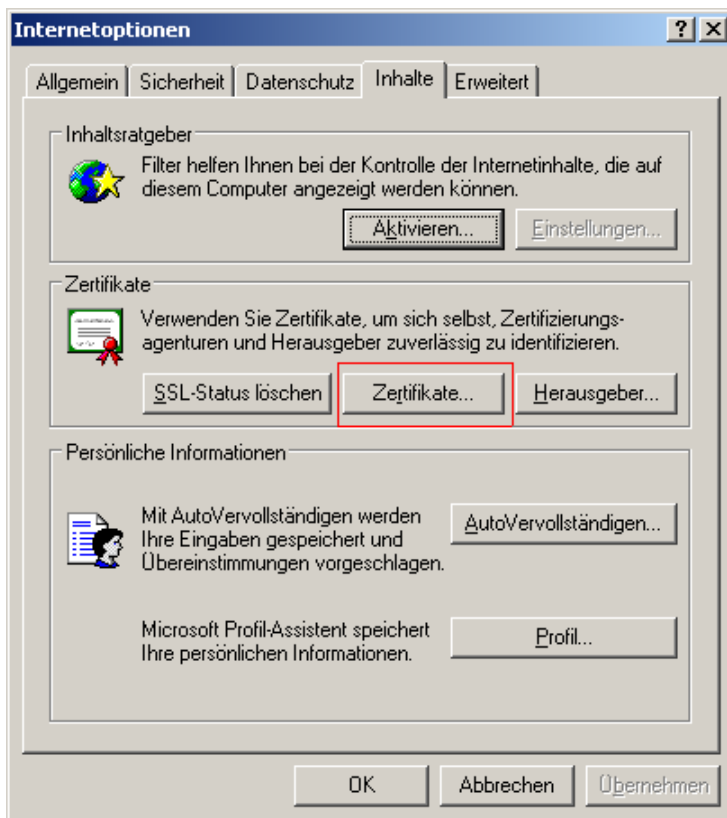 Internetoptionen
Allgemein Sicherheit Datenschutz Inhalte Erweitert
Inhaltsratgeber
Filter helfen Ihnen bei der Kontrolle der Internetinhalte, die auf
diesem Computer angezeigt werden können.
Aktivieren... Einstellungen...
Zertifikate
Verwenden Sie Zertifikate, um sich selbst, Zertifizierungs-
agenturen und Herausgeber zuverlässig zu identifizieren.
SSL-Status löschen Zertifikate... Herausgeber...
Persönliche Informationen
Mit AutoVervollständigen werden
Ihre Eingaben gespeichert und
Übereinstimmungen vorgeschlagen.
AutoVervollständigen...
Microsoft Profil-Assistent speichert
Ihre persönlichen Informationen.
Profil...
OK Abbrechen Übernehmen